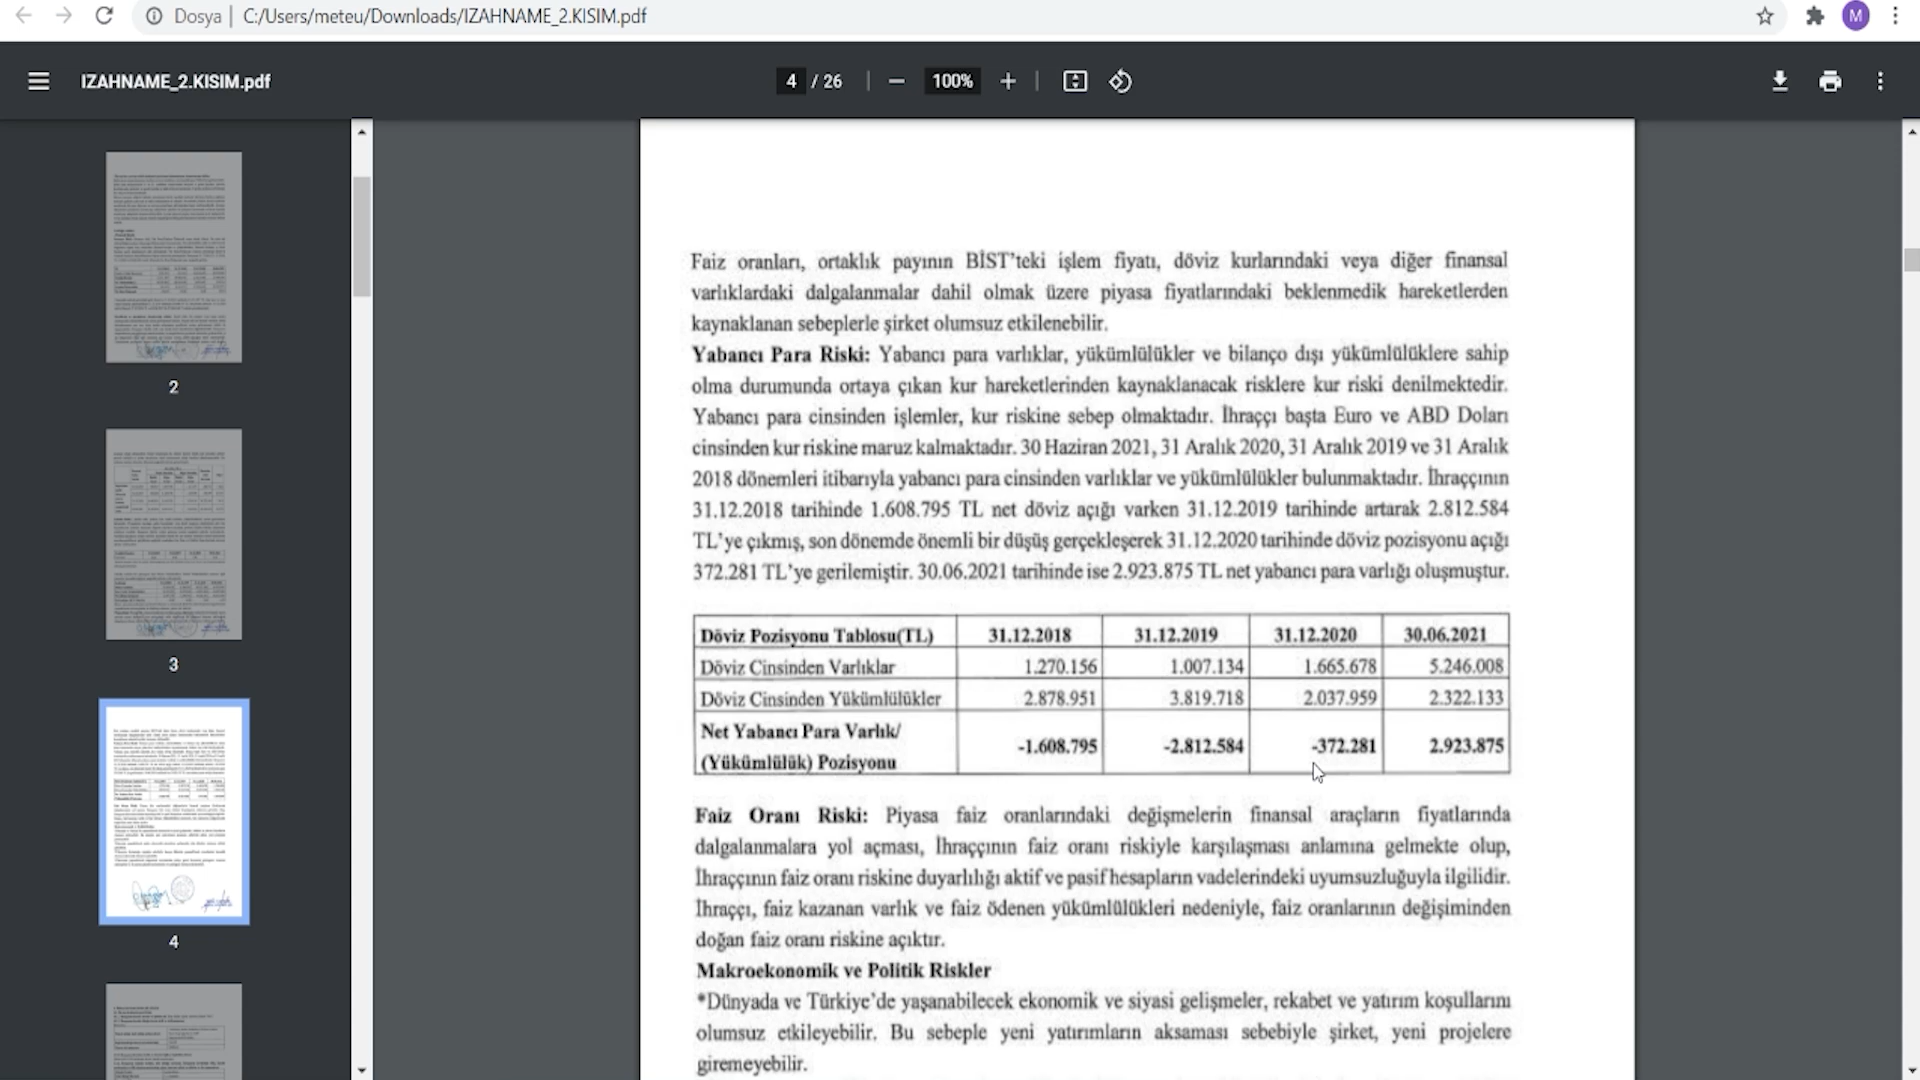 Dosya | C:/Users/meteu/Downloads/IZAHNAME_2.KISIM.pdf
M
IZAHNAME_2.KISIM.pdf
4 / 26
100%
2
3
4
Faiz oranları, ortaklık payının BİST'teki işlem fiyatı, döviz kurlarındaki veya diğer finansal
varlıklardaki dalgalanmalar dahil olmak üzere piyasa fiyatlarındaki beklenmedik hareketlerden
kaynaklanan sebeplerle şirket olumsuz etkilenebilir.
Yabancı Para Riski: Yabancı para varlıklar, yükümlülükler ve bilanço dışı yükümlülüklere sahip
olma durumunda ortaya çıkan kur hareketlerinden kaynaklanacak risklere kur riski denilmektedir.
Yabancı para cinsinden işlemler, kur riskine sebep olmaktadır. İhraççı başta Euro ve ABD Doları
cinsinden kur riskine maruz kalmaktadır. 30 Haziran 2021, 31 Aralık 2020, 31 Aralık 2019 ve 31 Aralık
2018 dönemleri itibarıyla yabancı para cinsinden varlıklar ve yükümlülükler bulunmaktadır. İhraççının
31.12.2018 tarihinde 1.608.795 TL net döviz açığı varken 31.12.2019 tarihinde artarak 2.812.584
TL'ye çıkmış, son dönemde önemli bir düşüş gerçekleşerek 31.12.2020 tarihinde döviz pozisyonu açığı
372.281 TL'ye gerilemiştir. 30.06.2021 tarihinde ise 2.923.875 TL net yabancı para varlığı oluşmuştur.
Döviz Pozisyonu Tablosu(TL) 31.12.2018 31.12.2019 31.12.2020 30.06.2021
Döviz Cinsinden Varlıklar 1.270.156 1.007.134 1.665.678 5.246.008
Döviz Cinsinden Yükümlülükler 2.878.951 3.819.718 2.037.959 2.322.133
Net Yabancı Para Varlık/
(Yükümlülük) Pozisyonu -1.608.795 -2.812.584 -372.281 2.923.875
Faiz Oranı Riski: Piyasa faiz oranlarındaki değişmelerin finansal araçların fiyatlarında
dalgalanmalara yol açması, İhraççının faiz oranı riskiyle karşılaşması anlamına gelmekte olup,
İhraççının faiz oranı riskine duyarlılığı aktif ve pasif hesapların vadelerindeki uyumsuzluğuyla ilgilidir.
İhraççı, faiz kazanan varlık ve faiz ödenen yükümlülükleri nedeniyle, faiz oranlarının değişiminden
doğan faiz oranı riskine açıktır.
Makroekonomik ve Politik Riskler
*Dünyada ve Türkiye'de yaşanabilecek ekonomik ve siyasi gelişmeler, rekabet ve yatırım koşullarını
olumsuz etkileyebilir. Bu sebeple yeni yatırımların aksaması sebebiyle şirket, yeni projelere
giremeyebilir.